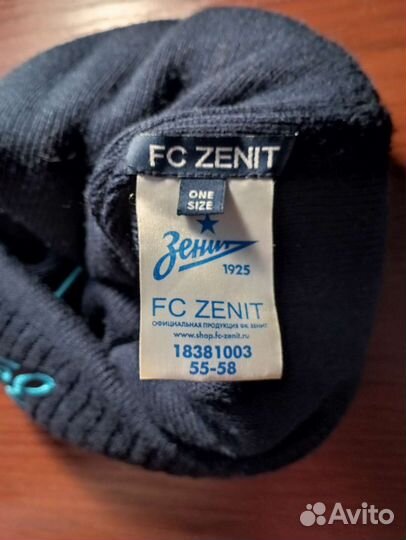 FC ZENIT
ONE
SIZE
Зенит
1925
FC ZENIT
ОФИЦИАЛЬНАЯ ПРОДУКЦИЯ ФК ЗЕНИТ
www.shop.fc-zenit.ru
18381003
55-58
Avito